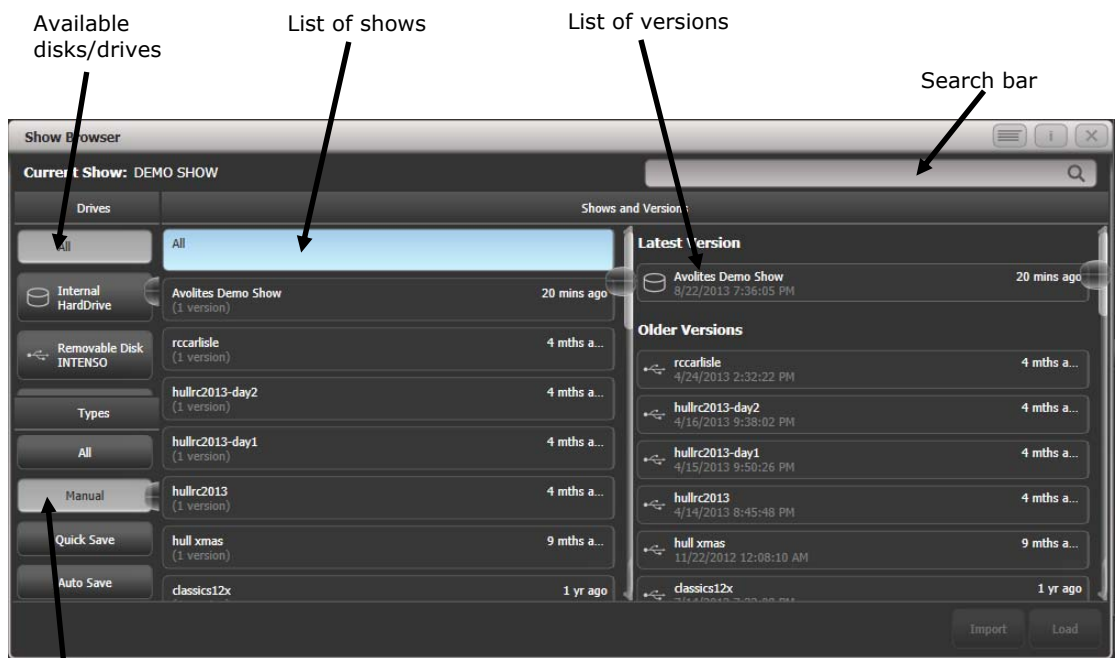 Available
disks/drives
List of shows
List of versions
Search bar
Show Browser
i
X
Current Show: DEMO SHOW
Drives
Shows and Versions
All
Internal
HardDrive
Removable Disk
INTENSO
Types
All
Manual
Quick Save
Auto Save
All
Avolites Demo Show
20 mins ago
(1 version)
rccarlisle
4 mths a...
(1 version)
hullrc2013-day2
4 mths a...
(1 version)
hullrc2013-day1
4 mths a...
(1 version)
hullrc2013
4 mths a...
(1 version)
hull xmas
9 mths a...
(1 version)
classics12x
1 yr ago
Latest Version
Avolites Demo Show
20 mins ago
8/22/2013 7:36:05 PM
Older Versions
rccarlisle
4 mths a...
4/24/2013 2:32:22 PM
hullrc2013-day2
4 mths a...
4/16/2013 9:38:02 PM
hullrc2013-day1
4 mths a...
4/15/2013 9:50:26 PM
hullrc2013
4 mths a...
4/14/2013 8:45:48 PM
hull xmas
9 mths a...
11/22/2012 12:08:10 AM
classics12x
1 yr ago
Import
Load